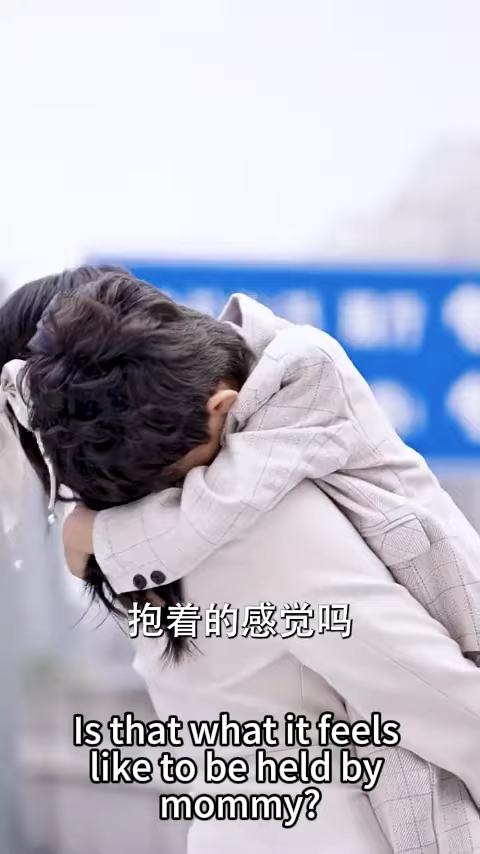 抱着的感觉吗
Is that what it feels
like to be held by
mommy?